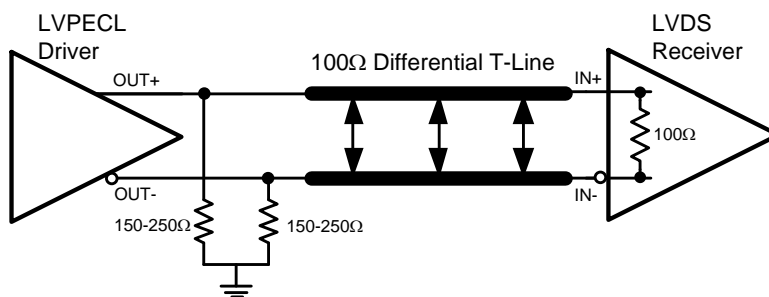 LVPECL
Driver
LVDS
Receiver
100Ω Differential T-Line
OUT+
IN+
100Ω
OUT-
IN-
150-250Ω
150-250Ω